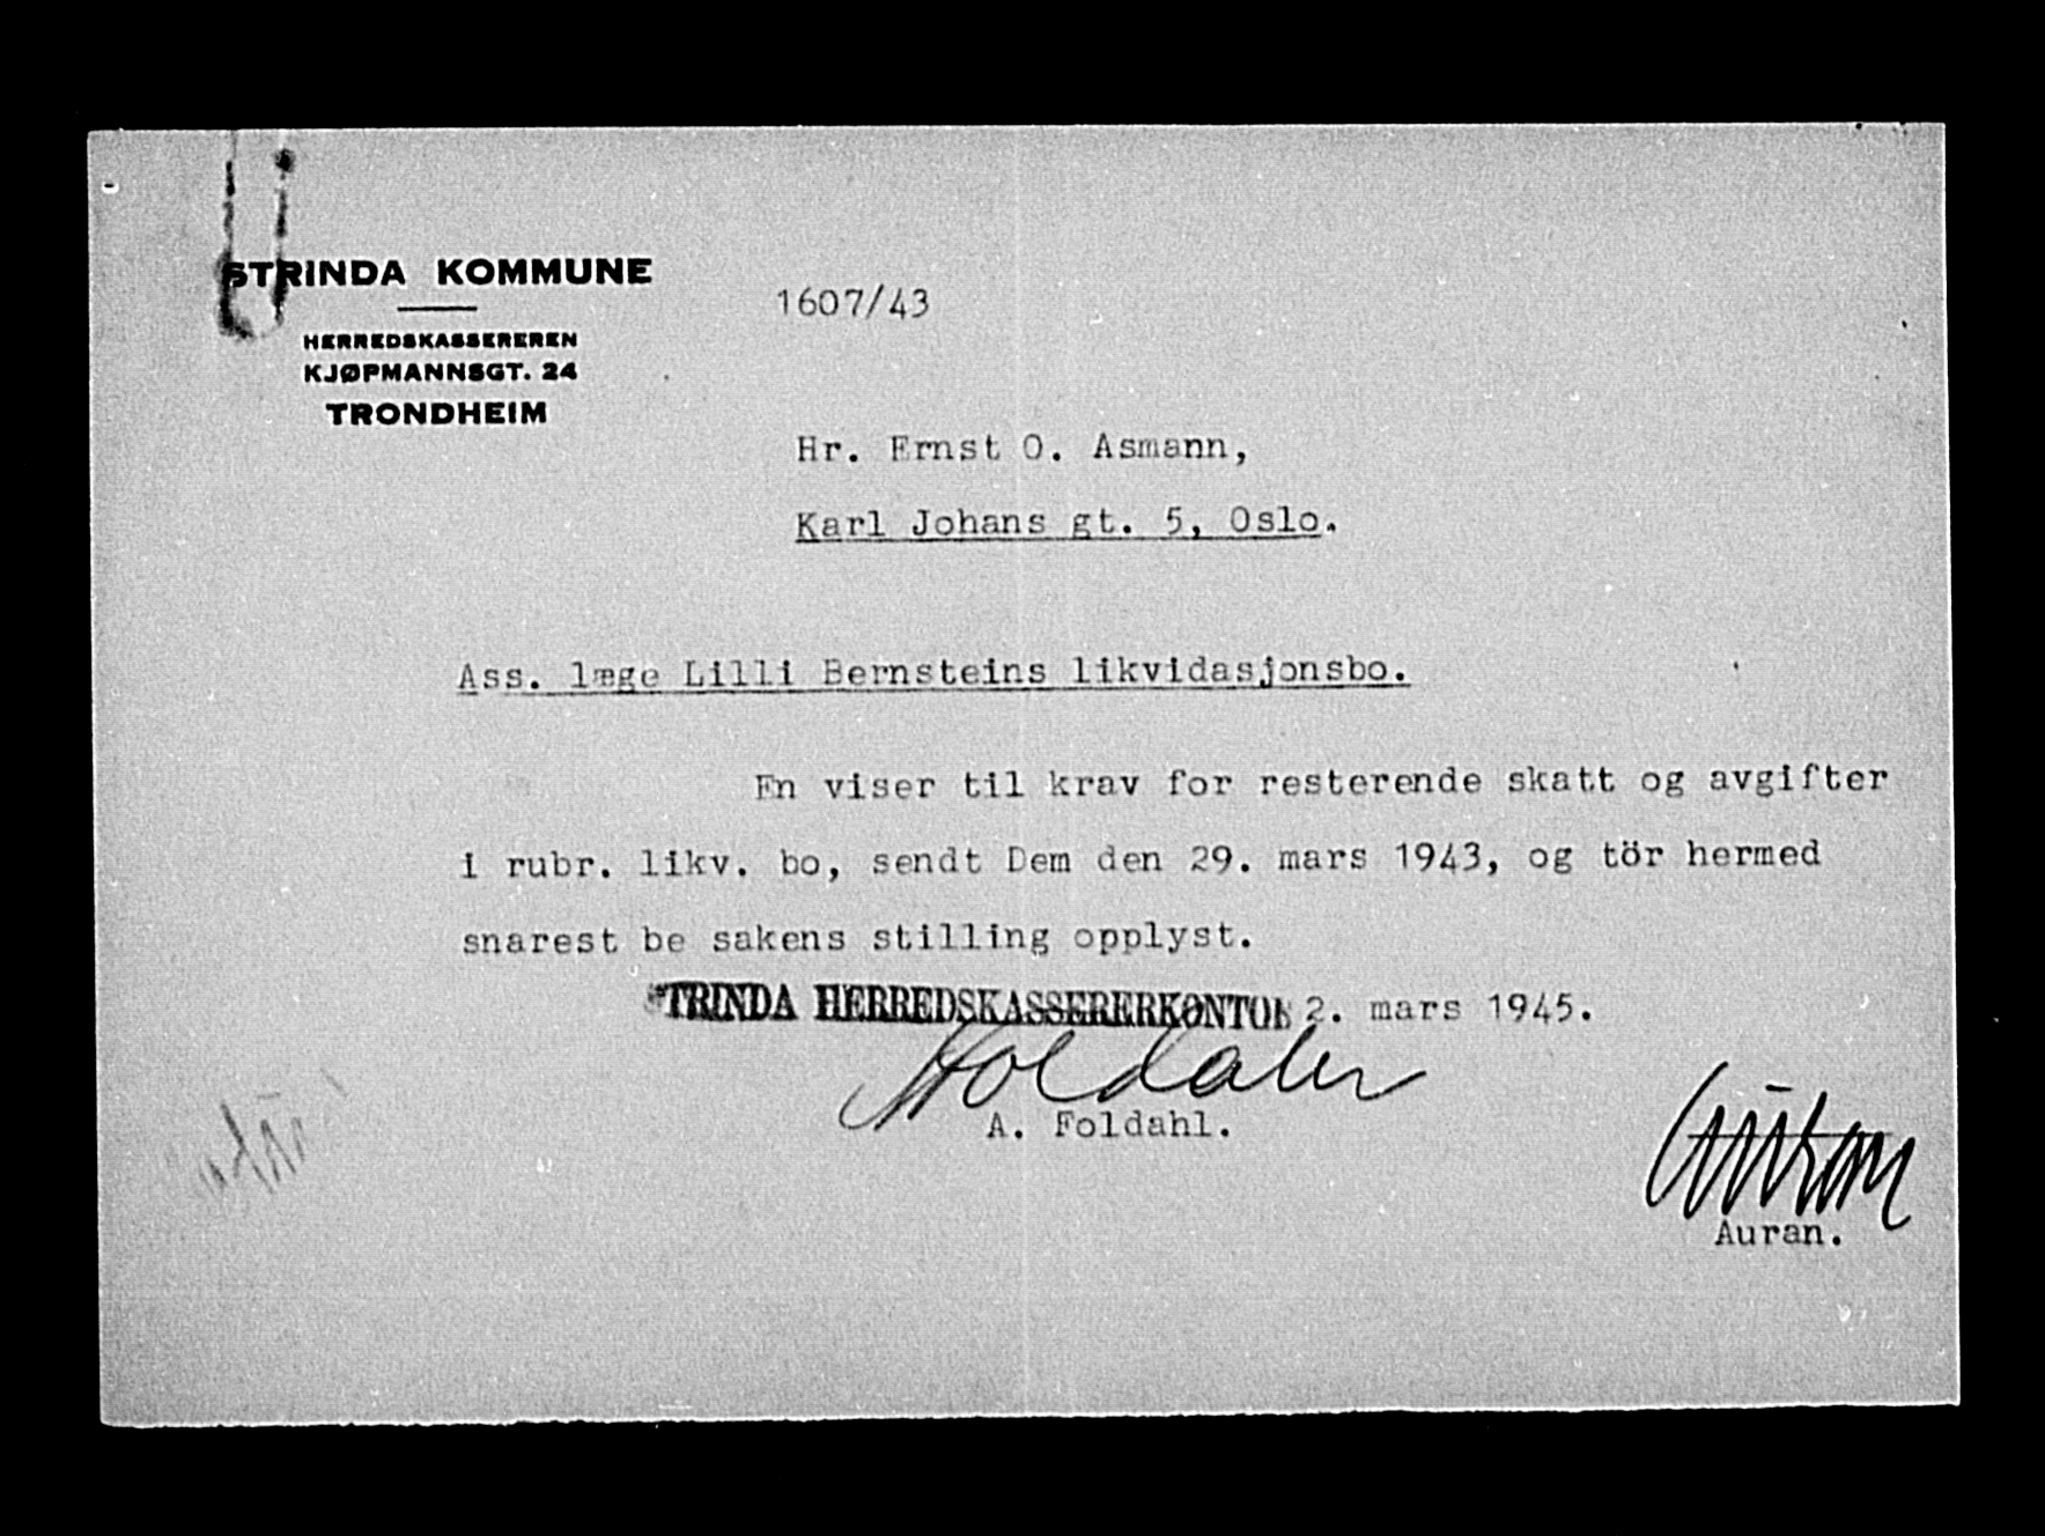 STRINDA KOMMUNE
HERREDSKASSEREREN
KJØPMANNSGT. 24
TRONDHEIM
1607/43
Hr. Ernst O. Asmann,
Karl Johans gt. 5, Oslo.
Ass. læge Lilli Bernsteins likvidasjonsbo.
En viser til krav for resterende skatt og avgifter
i rubr. likv. bo, sendt Dem den 29. mars 1943, og tör hermed
snarest be sakens stilling opplyst.
STRINDA HERREDSKASSERERKONTOR 2. mars 1945.
A. Foldahl.
Auran.